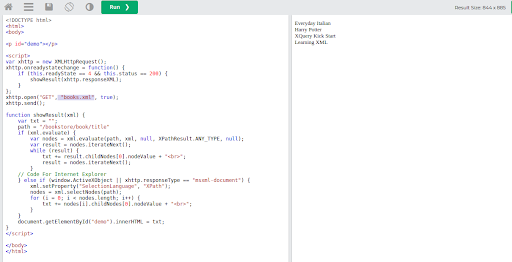 Run ❯
Result Size: 844 x 685
<!DOCTYPE html>
<html>
<body>

<p id="demo"></p>

<script>
var xhttp = new XMLHttpRequest();
xhttp.onreadystatechange = function() {
    if (this.readyState == 4 && this.status == 200) {
        showResult(xhttp.responseXML);
    }
};
xhttp.open("GET", "books.xml", true);
xhttp.send();

function showResult(xml) {
    var txt = "";
    path = "/bookstore/book/title"
    if (xml.evaluate) {
        var nodes = xml.evaluate(path, xml, null, XPathResult.ANY_TYPE, null);
        var result = nodes.iterateNext();
        while (result) {
            txt += result.childNodes[0].nodeValue + "<br>";
            result = nodes.iterateNext();
        }
    // Code For Internet Explorer
    } else if (window.ActiveXObject || xhttp.responseType == "msxml-document") {
        xml.setProperty("SelectionLanguage", "XPath");
        nodes = xml.selectNodes(path);
        for (i = 0; i < nodes.length; i++) {
            txt += nodes[i].childNodes[0].nodeValue + "<br>";
        }
    }
    document.getElementById("demo").innerHTML = txt;
}
</script>

</body>
</html>
Everyday Italian
Harry Potter
XQuery Kick Start
Learning XML